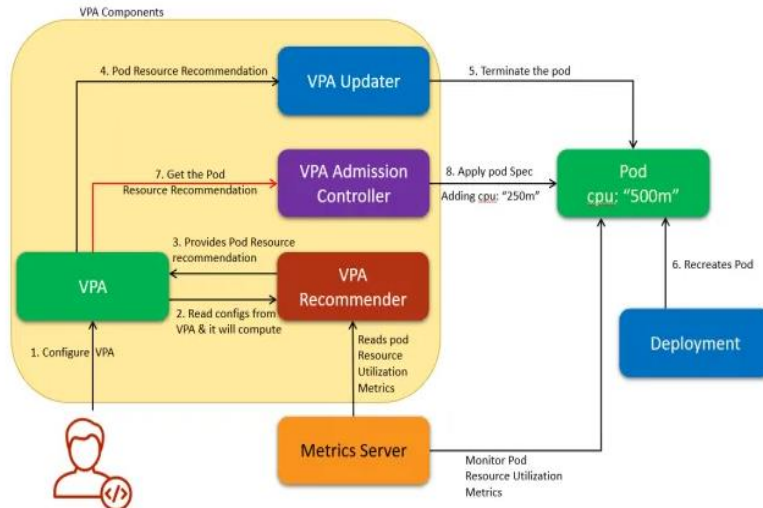 VPA Components
4. Pod Resource Recommendation
VPA Updater
5. Terminate the pod
7. Get the Pod
Resource Recommendation
VPA Admission
Controller
8. Apply pod Spec
Adding cpu: "250m"
Pod
cpu: "500m"
3. Provides Pod Resource
recommendation
VPA
VPA
Recommender
6. Recreates Pod
2. Read configs from
VPA & it will compute
1. Configure VPA
Reads pod
Resource
Utilization
Metrics
Deployment
Metrics Server
Monitor Pod
Resource Utilization
Metrics